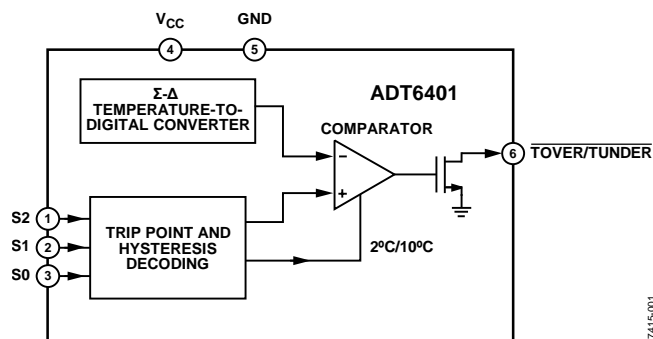 VCC GND
4 5
Σ-Δ
TEMPERATURE-TO-
DIGITAL CONVERTER
ADT6401
COMPARATOR
–
+
6 TOVER/TUNDER
S2 1
S1 2
S0 3
TRIP POINT AND
HYSTERESIS
DECODING
2ºC/10ºC
7415-001